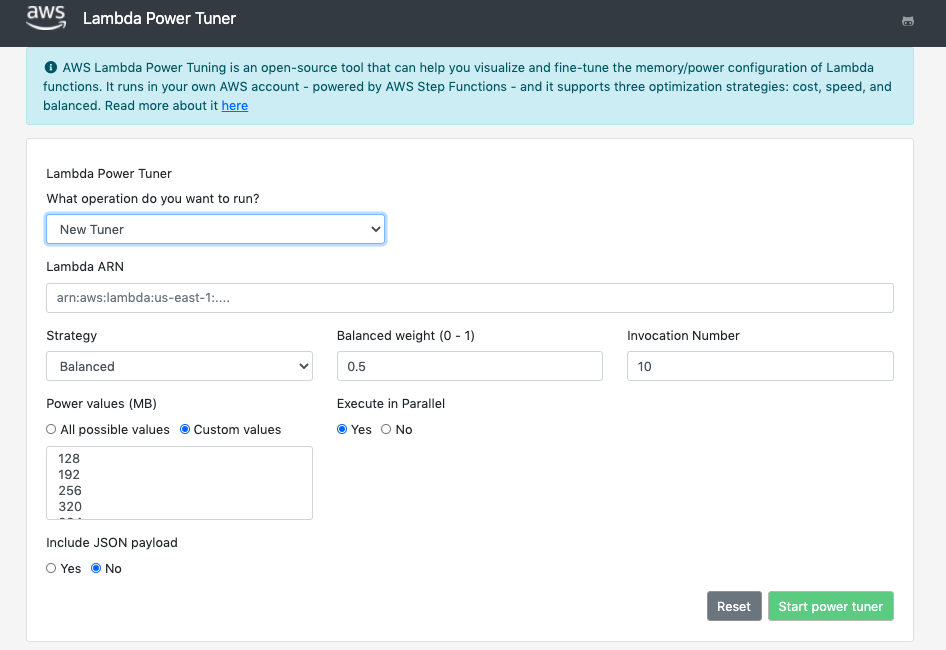 aws Lambda Power Tuner
AWS Lambda Power Tuning is an open-source tool that can help you visualize and fine-tune the memory/power configuration of Lambda
functions. It runs in your own AWS account - powered by AWS Step Functions - and it supports three optimization strategies: cost, speed, and
balanced. Read more about it here
Lambda Power Tuner
What operation do you want to run?
New Tuner
Lambda ARN
arn:aws:lambda:us-east-1:....
Strategy Balanced weight (0 - 1) Invocation Number
Balanced 0.5 10
Power values (MB) Execute in Parallel
All possible values Custom values Yes No
128
192
256
320
Include JSON payload
Yes No
Reset Start power tuner